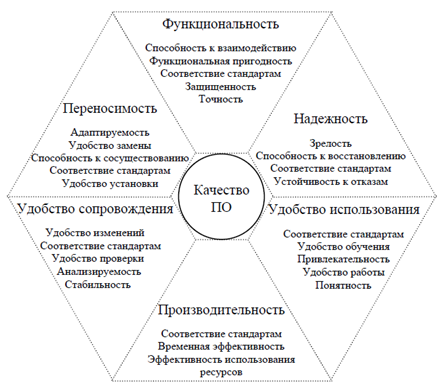 Функциональность
Способность к взаимодействию
Функциональная пригодность
Соответствие стандартам
Защищенность
Точность
Переносимость
Адаптируемость
Удобство замены
Способность к сосуществованию
Соответствие стандартам
Удобство установки
Надежность
Зрелость
Способность к восстановлению
Соответствие стандартам
Устойчивость к отказам
Качество
ПО
Удобство сопровождения
Удобство изменений
Соответствие стандартам
Удобство проверки
Анализируемость
Стабильность
Удобство использования
Соответствие стандартам
Удобство обучения
Привлекательность
Удобство работы
Понятность
Производительность
Соответствие стандартам
Временная эффективность
Эффективность использования
ресурсов